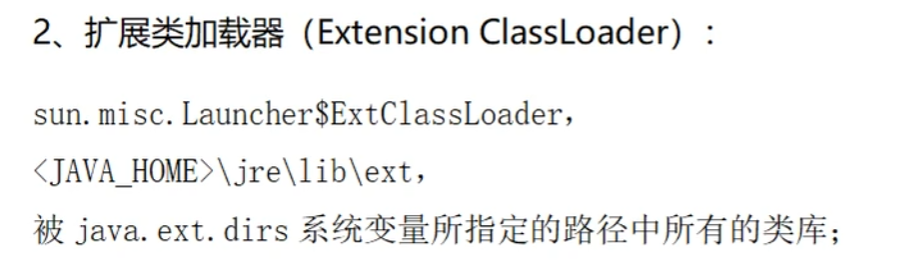 2、扩展类加载器（Extension ClassLoader）：
sun.misc.Launcher$ExtClassLoader，
<JAVA_HOME>\jre\lib\ext，
被 java.ext.dirs 系统变量所指定的路径中所有的类库；